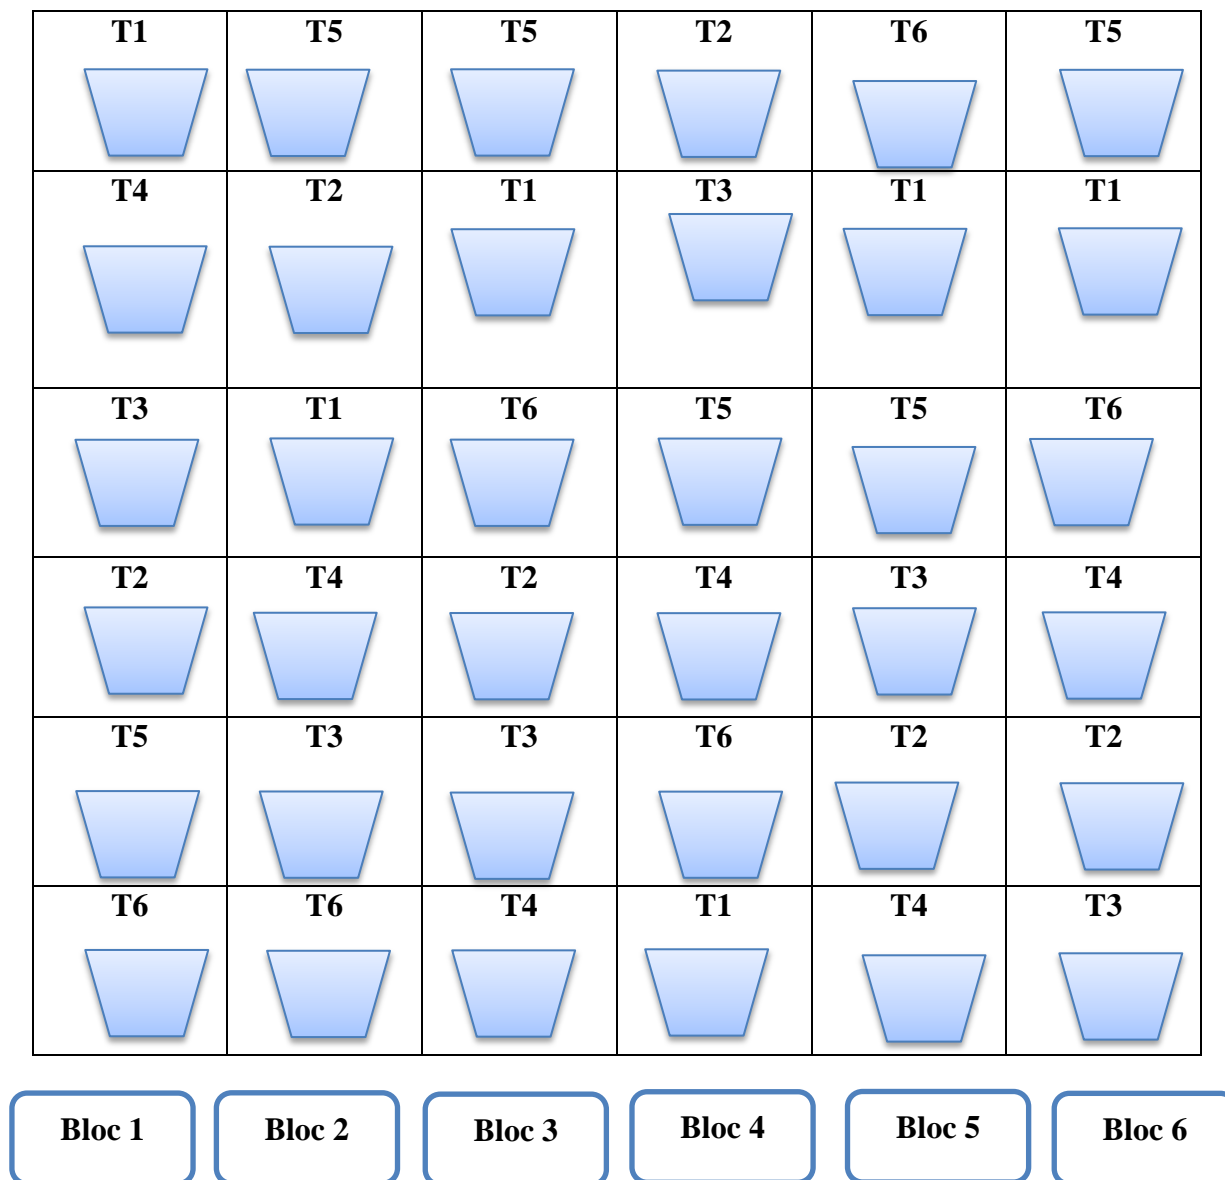 T1 T5 T5 T2 T6 T5
T4 T2 T1 T3 T1 T1
T3 T1 T6 T5 T5 T6
T2 T4 T2 T4 T3 T4
T5 T3 T3 T6 T2 T2
T6 T6 T4 T1 T4 T3
Bloc 1 Bloc 2 Bloc 3 Bloc 4 Bloc 5 Bloc 6